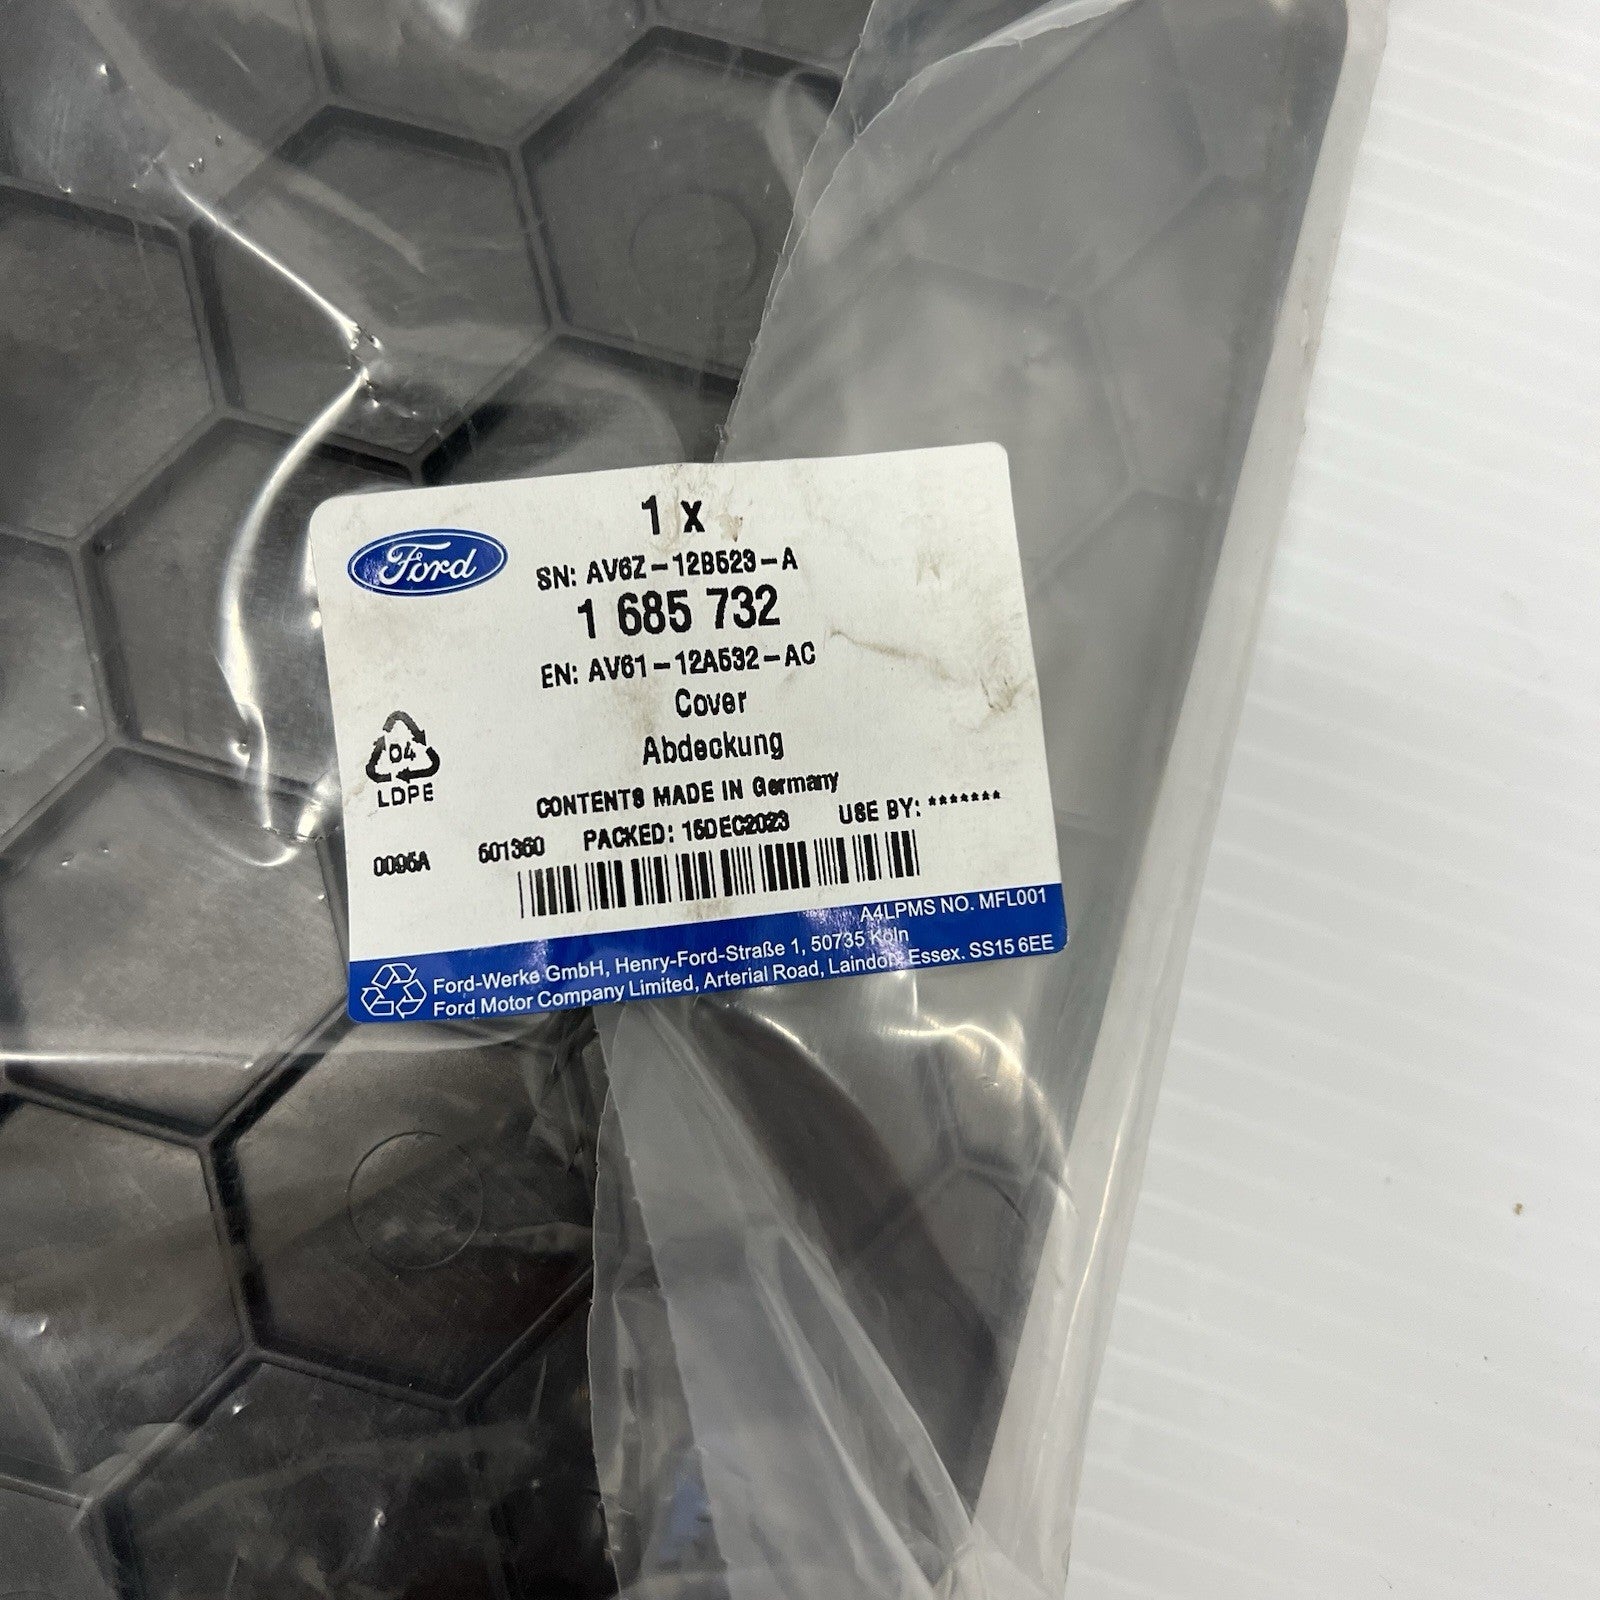 1 x
Ford
SN: AV6Z-12B523-A
1 685 732
EN: AV61-12A532-AC
Cover
Abdeckung
04
LDPE
CONTENTS MADE IN Germany
PACKED: 15DEC2023
USE BY: *******
0095A
601360
A4LPMS NO. MFL001
Ford-Werke GmbH, Henry-Ford-Straße 1, 50735 Köln
Ford Motor Company Limited, Arterial Road, Laindon, Essex. SS15 6EE